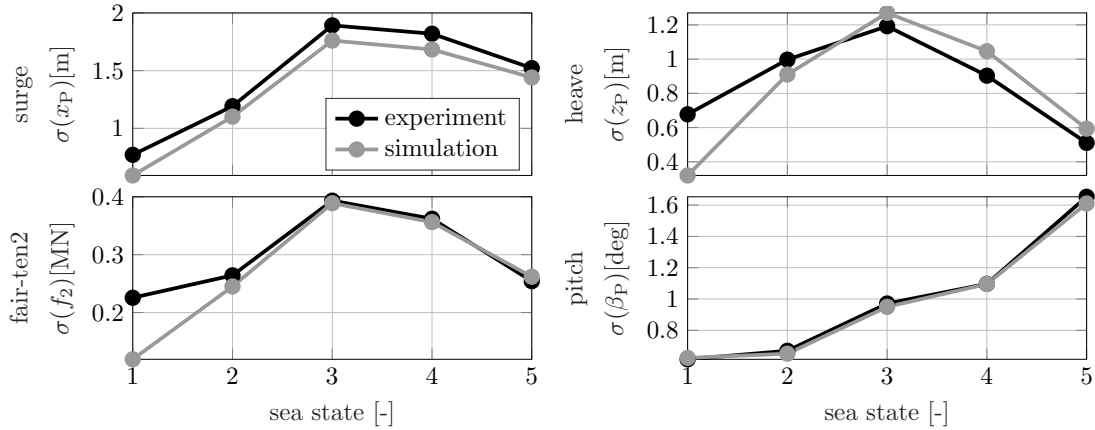 surge
σ(x_P)[m]
2
1.5
1
experiment
simulation
heave
σ(z_P)[m]
1.2
1
0.8
0.6
0.4
fair-ten2
σ(f_2)[MN]
0.4
0.3
0.2
1 2 3 4 5
sea state [-]
pitch
σ(β_P)[deg]
1.6
1.4
1.2
1
0.8
1 2 3 4 5
sea state [-]